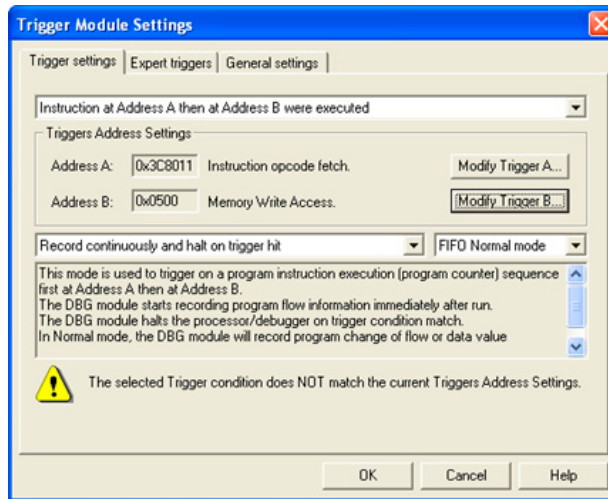 Trigger Module Settings
Trigger settings Expert triggers General settings
Instruction at Address A then at Address B were executed
Triggers Address Settings
Address A: 0x3C8011 Instruction opcode fetch. Modify Trigger A...
Address B: 0x0500 Memory Write Access. Modify Trigger B...
Record continuously and halt on trigger hit FIFO Normal mode
This mode is used to trigger on a program instruction execution (program counter) sequence
first at Address A then at Address B.
The DBG module starts recording program flow information immediately after run.
The DBG module halts the processor/debugger on trigger condition match.
In Normal mode, the DBG module will record program change of flow or data value
The selected Trigger condition does NOT match the current Triggers Address Settings.
OK Cancel Help